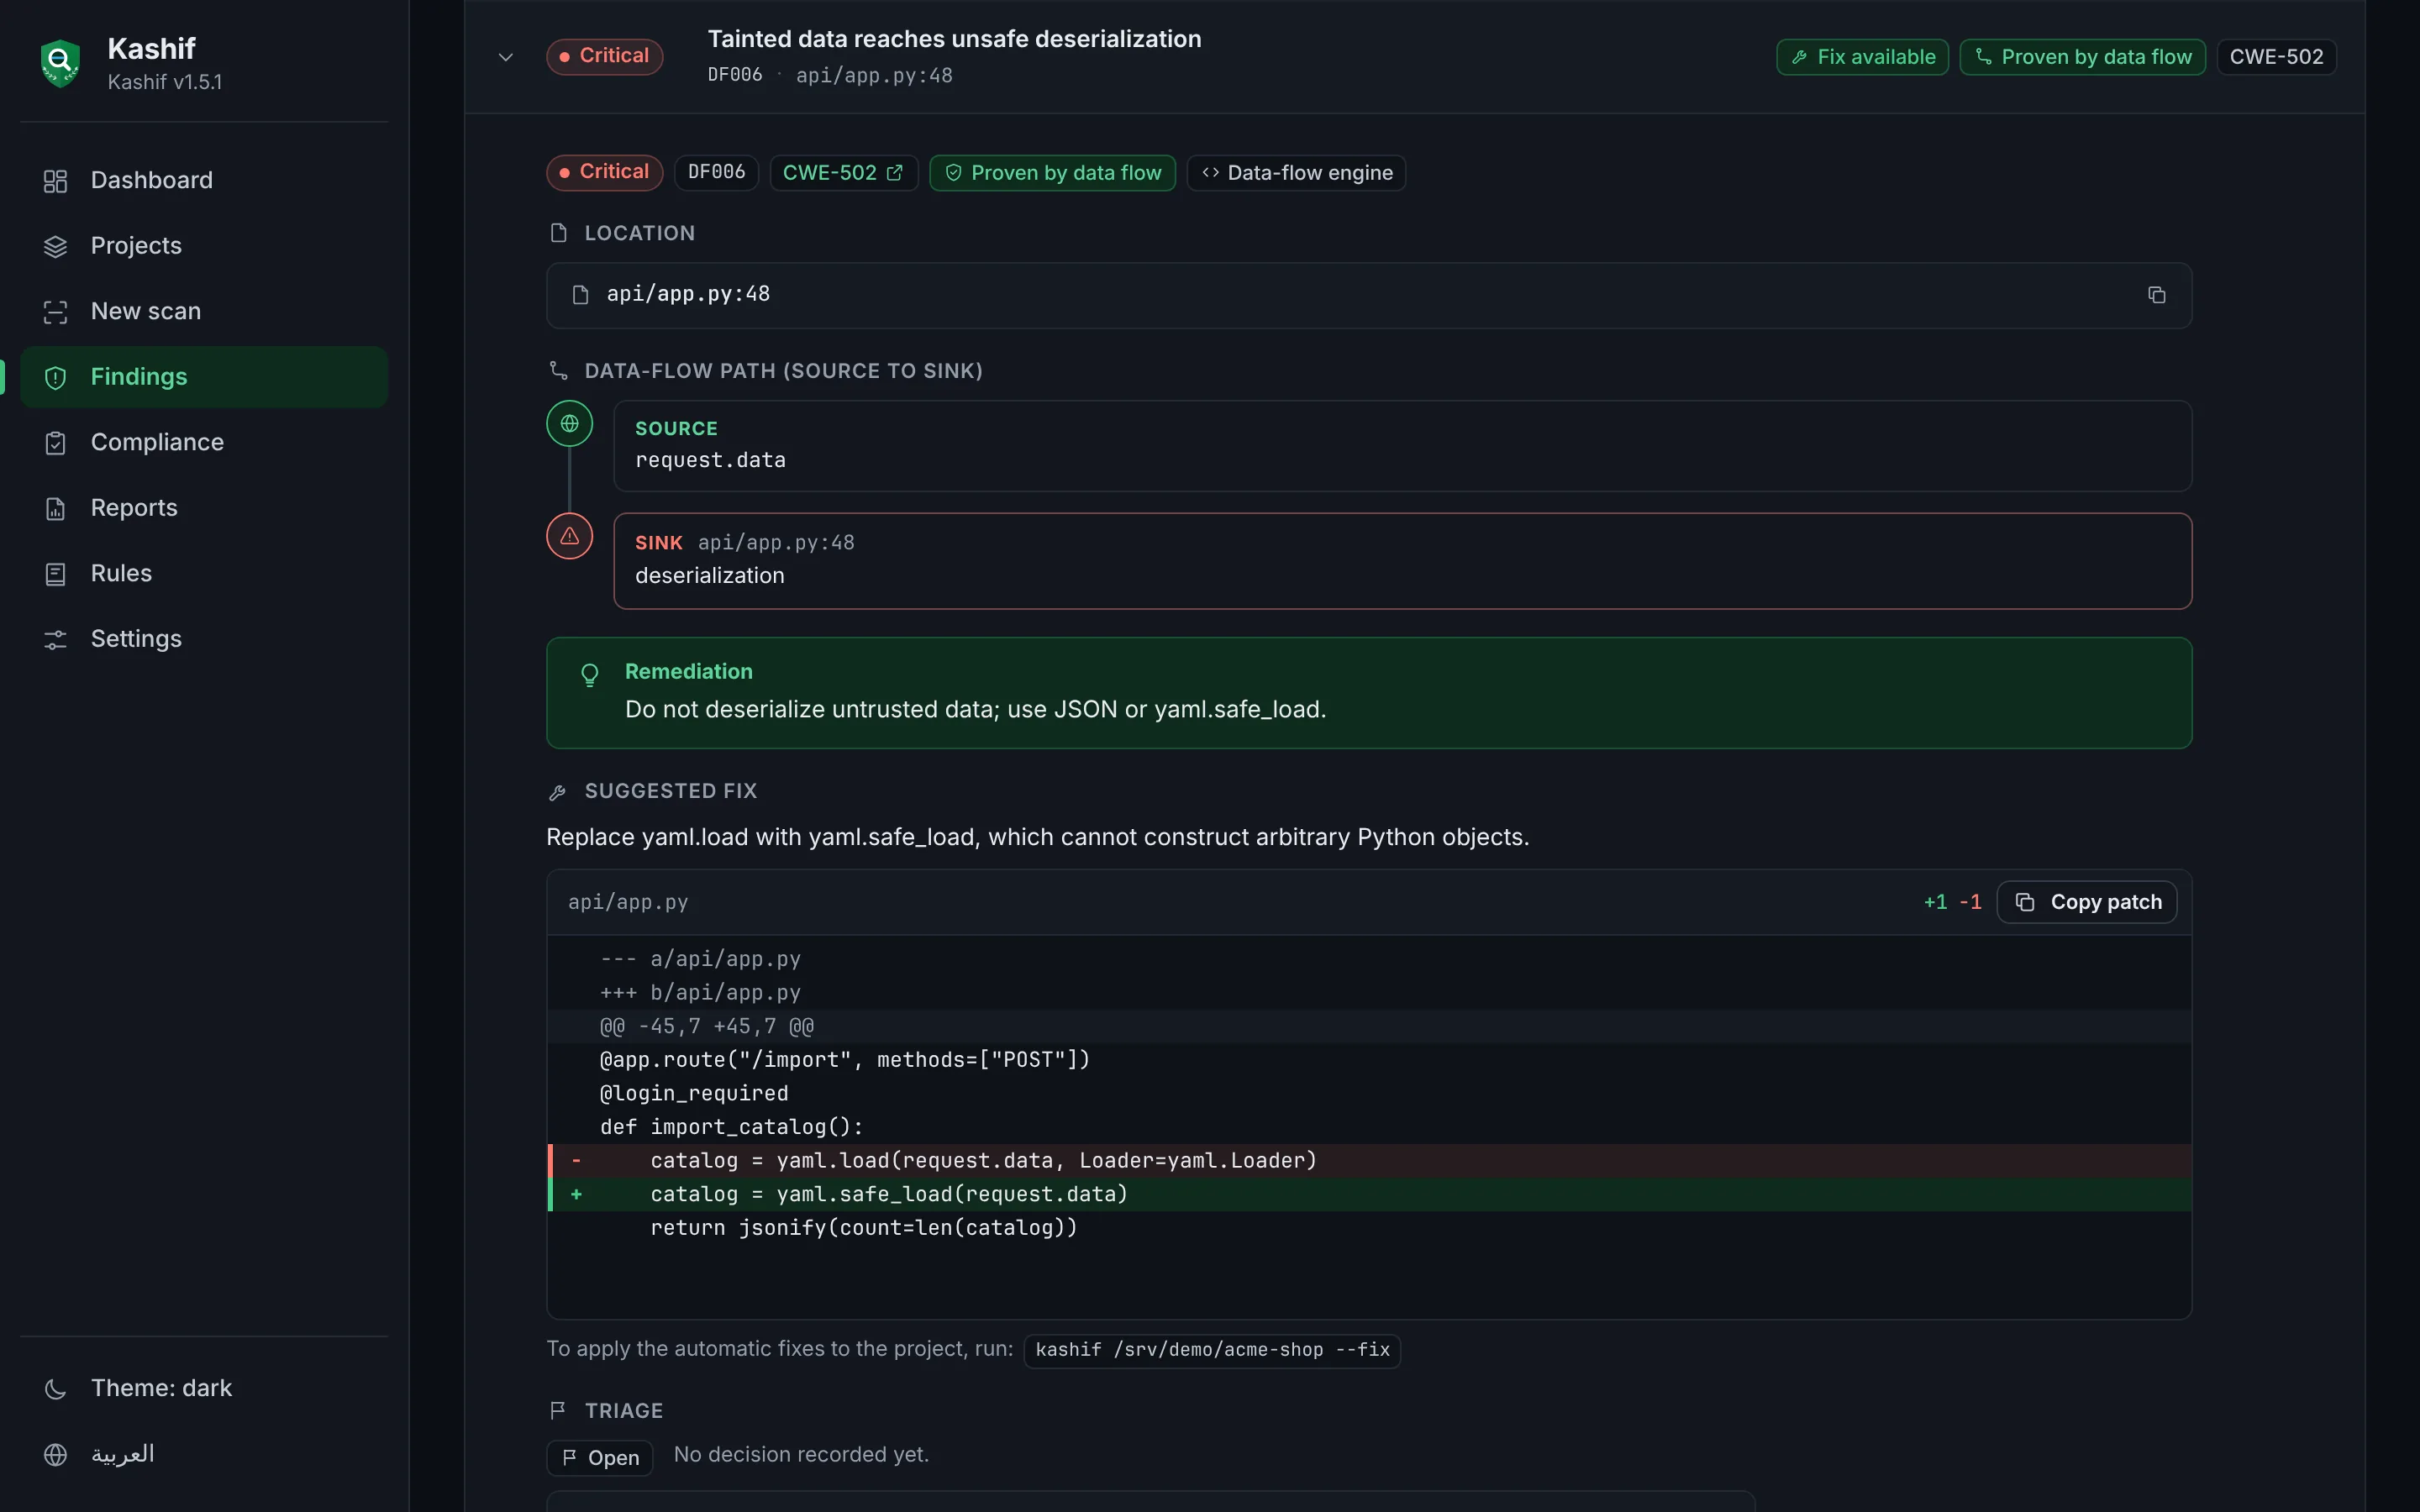 Kashif
Kashif v1.5.1
Dashboard
Projects
New scan
Findings
Compliance
Reports
Rules
Settings
Theme: dark
العربية
Critical
Tainted data reaches unsafe deserialization
DF006 · api/app.py:48
Fix available
Proven by data flow
CWE-502
Critical
DF006
CWE-502
Proven by data flow
Data-flow engine
LOCATION
api/app.py:48
DATA-FLOW PATH (SOURCE TO SINK)
SOURCE
request.data
SINK api/app.py:48
deserialization
Remediation
Do not deserialize untrusted data; use JSON or yaml.safe_load.
SUGGESTED FIX
Replace yaml.load with yaml.safe_load, which cannot construct arbitrary Python objects.
api/app.py
+1 -1
Copy patch
--- a/api/app.py
+++ b/api/app.py
@@ -45,7 +45,7 @@
@app.route("/import", methods=["POST"])
@login_required
def import_catalog():
-     catalog = yaml.load(request.data, Loader=yaml.Loader)
+     catalog = yaml.safe_load(request.data)
    return jsonify(count=len(catalog))
To apply the automatic fixes to the project, run: kashif /srv/demo/acme-shop --fix
TRIAGE
Open
No decision recorded yet.